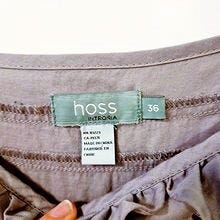 hoss
INTROPIA
36
MADE IN CHINA
FABRIQUE EN
CHINE